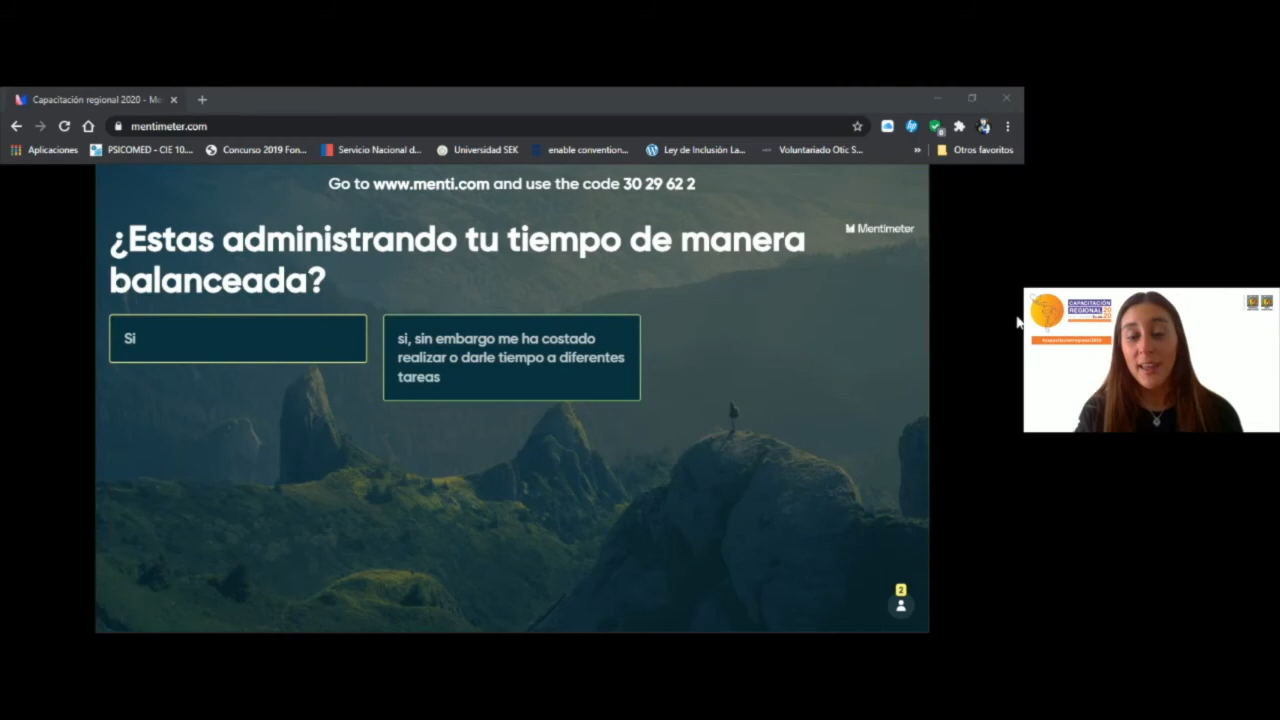 Capacitación regional 2020 - Me
mentimeter.com
Aplicaciones
PSICOMED - CIE 10....
Concurso 2019 Fon...
Servicio Nacional d...
Universidad SEK
enable convention...
Ley de Inclusión La...
Voluntariado Otic S...
»
Otros favoritos
Go to www.menti.com and use the code 30 29 62 2
¿Estas administrando tu tiempo de manera
balanceada?
Mentimeter
Si
si, sin embargo me ha costado
realizar o darle tiempo a diferentes
tareas
2
CAPACITACIÓN
REGIONAL